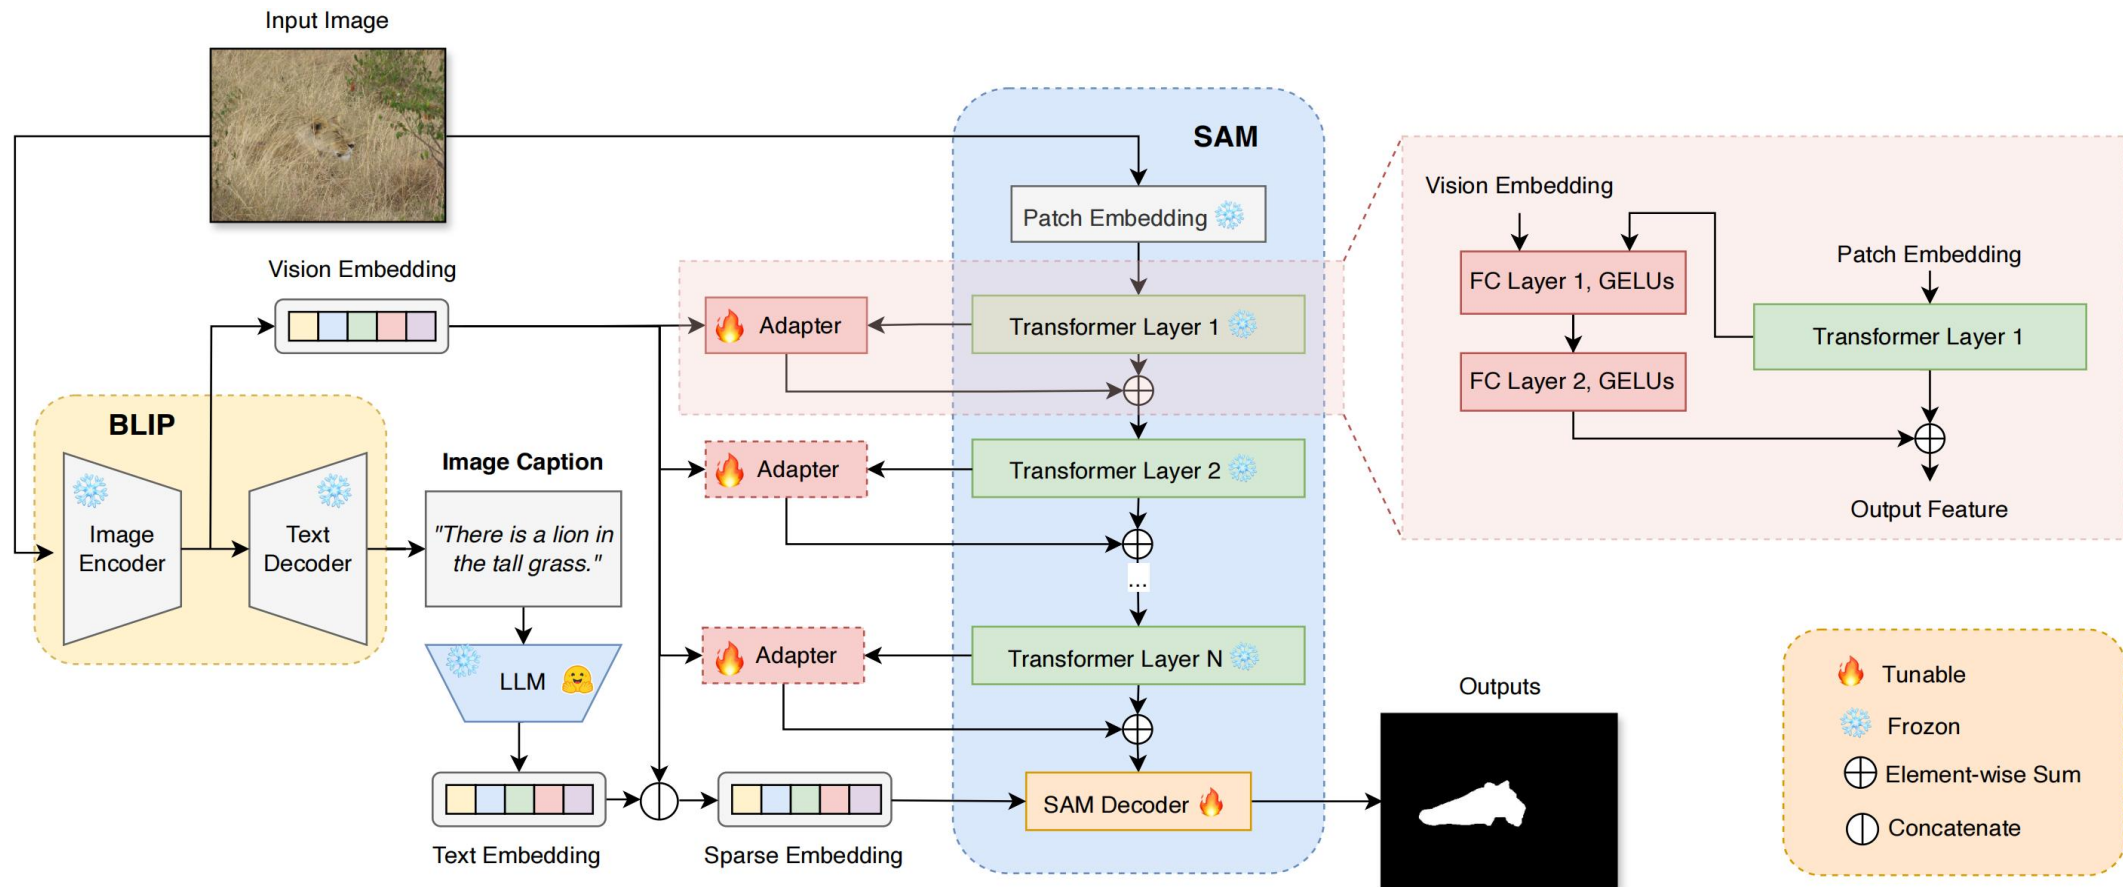 Input Image
SAM
Patch Embedding
Vision Embedding
Adapter
Transformer Layer 1
BLIP
Image Encoder
Text Decoder
Image Caption
"There is a lion in
the tall grass."
LLM
Adapter
Transformer Layer 2
...
Adapter
Transformer Layer N
Text Embedding
Sparse Embedding
SAM Decoder
Outputs
Vision Embedding
FC Layer 1, GELUs
FC Layer 2, GELUs
Patch Embedding
Transformer Layer 1
Output Feature
Tunable
Frozon
Element-wise Sum
Concatenate